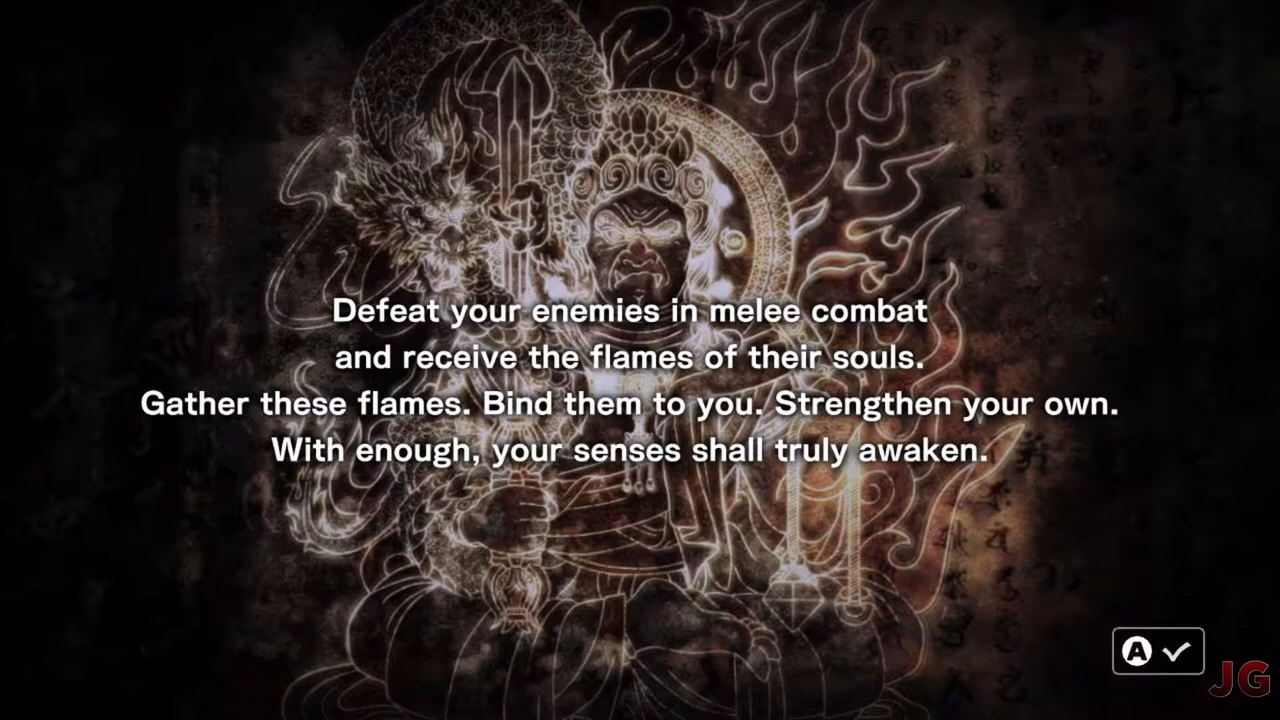 Defeat your enemies in melee combat
and receive the flames of their souls.
Gather these flames. Bind them to you. Strengthen your own.
With enough, your senses shall truly awaken.
A
JG